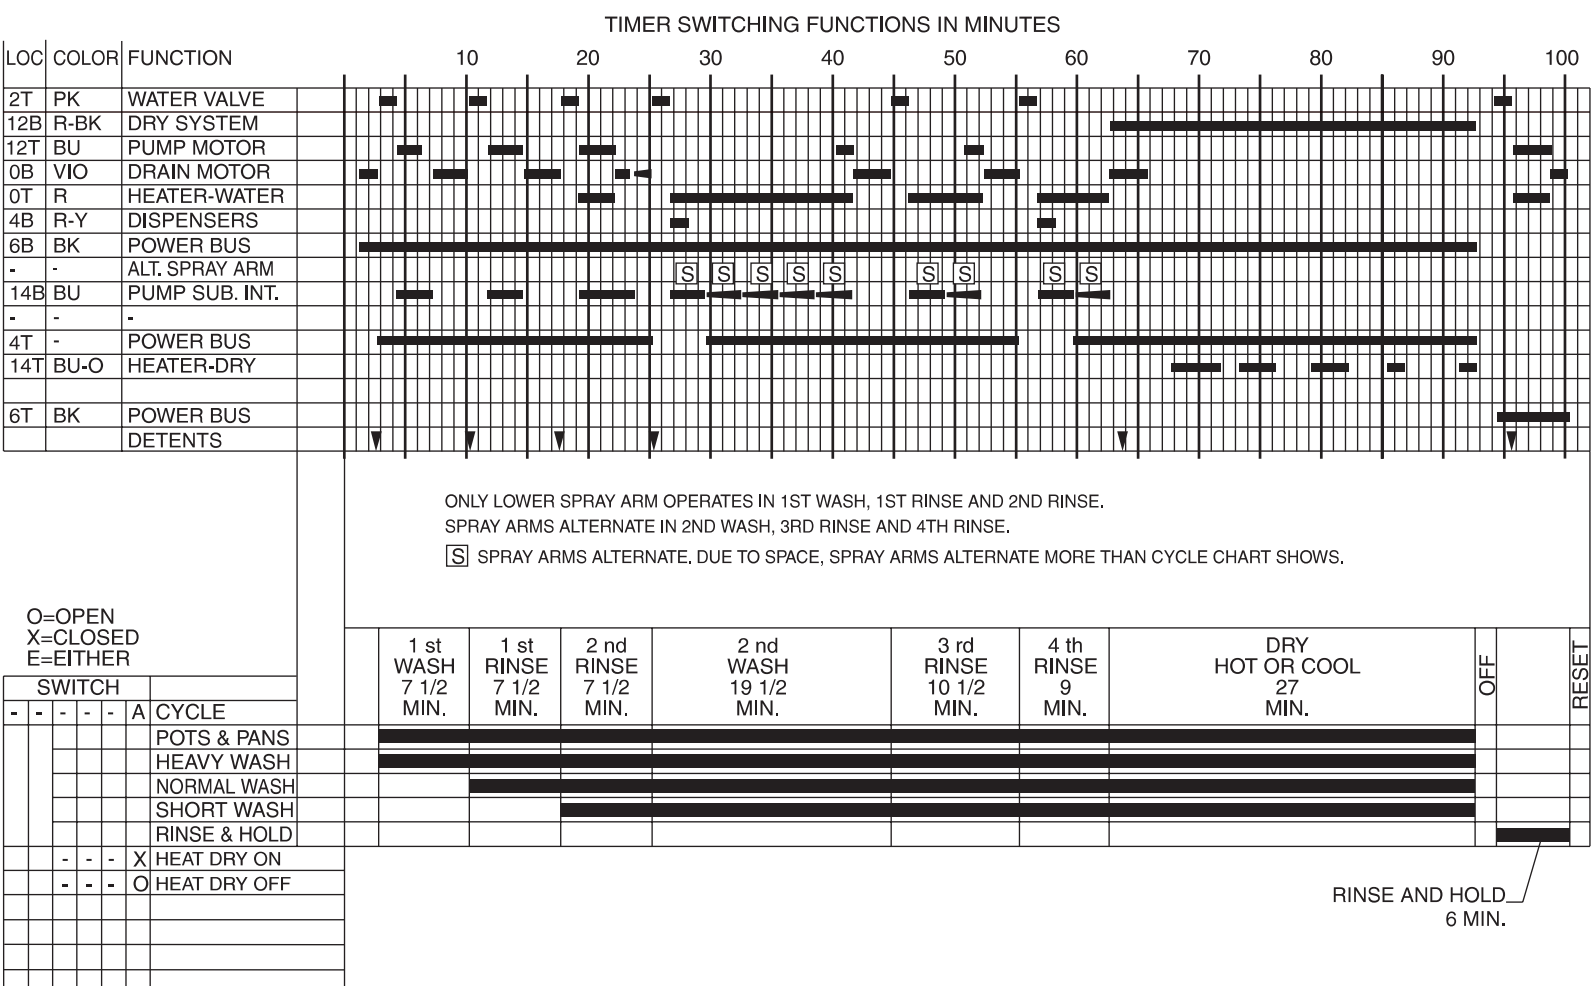 TIMER SWITCHING FUNCTIONS IN MINUTES
LOC COLOR FUNCTION 10 20 30 40 50 60 70 80 90 100
2T PK WATER VALVE
12B R-BK DRY SYSTEM
12T BU PUMP MOTOR
0B VIO DRAIN MOTOR
0T R HEATER-WATER
4B R-Y DISPENSERS
6B BK POWER BUS
- - ALT. SPRAY ARM S S S S S S S S S
14B BU PUMP SUB. INT.
- - -
4T - POWER BUS
14T BU-O HEATER-DRY
6T BK POWER BUS
DETENTS
ONLY LOWER SPRAY ARM OPERATES IN 1ST WASH, 1ST RINSE AND 2ND RINSE.
SPRAY ARMS ALTERNATE IN 2ND WASH, 3RD RINSE AND 4TH RINSE.
S SPRAY ARMS ALTERNATE. DUE TO SPACE, SPRAY ARMS ALTERNATE MORE THAN CYCLE CHART SHOWS.
O=OPEN
X=CLOSED
E=EITHER
1 st
WASH
7 1/2
MIN.
1 st
RINSE
7 1/2
MIN.
2 nd
RINSE
7 1/2
MIN.
2 nd
WASH
19 1/2
MIN.
3 rd
RINSE
10 1/2
MIN.
4 th
RINSE
9
MIN.
DRY
HOT OR COOL
27
MIN.
OFF
RESET
SWITCH
- - - - - A CYCLE
POTS & PANS
HEAVY WASH
NORMAL WASH
SHORT WASH
RINSE & HOLD
- - - X HEAT DRY ON
- - - O HEAT DRY OFF
RINSE AND HOLD
6 MIN.